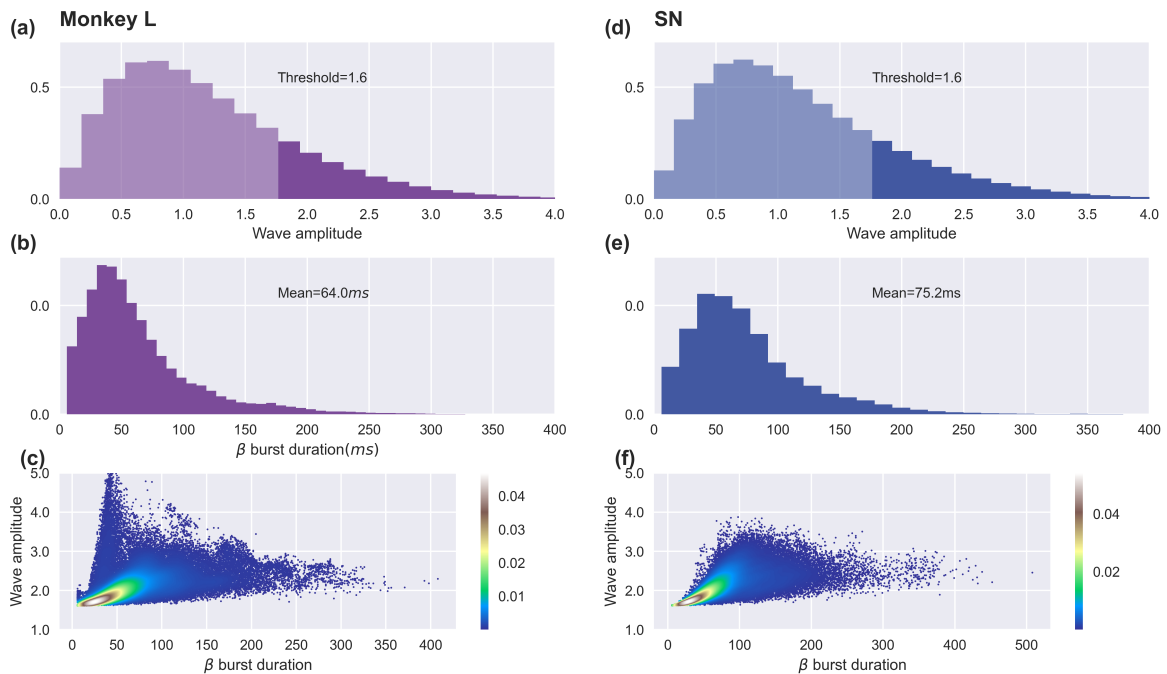 (a) Monkey L
Threshold=1.6
0.5
0.0
0.0 0.5 1.0 1.5 2.0 2.5 3.0 3.5 4.0
Wave amplitude
(b)
Mean=64.0ms
0.0
0.0
0 50 100 150 200 250 300 350 400
β burst duration(ms)
(c)
5.0
4.0
3.0
2.0
1.0
Wave amplitude
0 50 100 150 200 250 300 350 400
β burst duration
0.04
0.03
0.02
0.01
(d) SN
Threshold=1.6
0.5
0.0
0.0 0.5 1.0 1.5 2.0 2.5 3.0 3.5 4.0
Wave amplitude
(e)
Mean=75.2ms
0.0
0.0
0 50 100 150 200 250 300 350 400
(f)
5.0
4.0
3.0
2.0
1.0
Wave amplitude
0 100 200 300 400 500
β burst duration
0.04
0.02